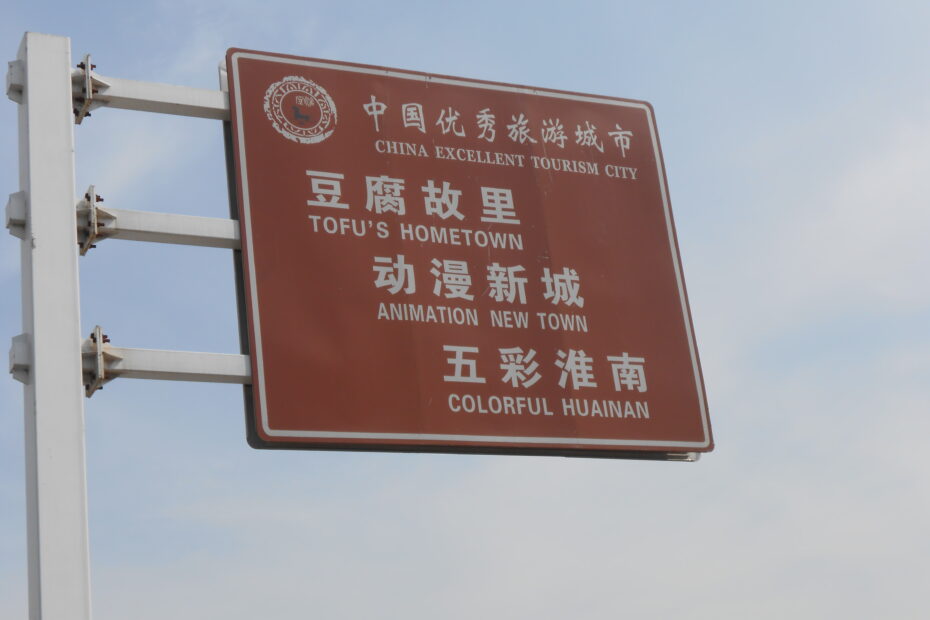 中国优秀旅游城市
CHINA EXCELLENT TOURISM CITY
豆腐故里
TOFU'S HOMETOWN
动漫新城
ANIMATION NEW TOWN
五彩淮南
COLORFUL HUAINAN